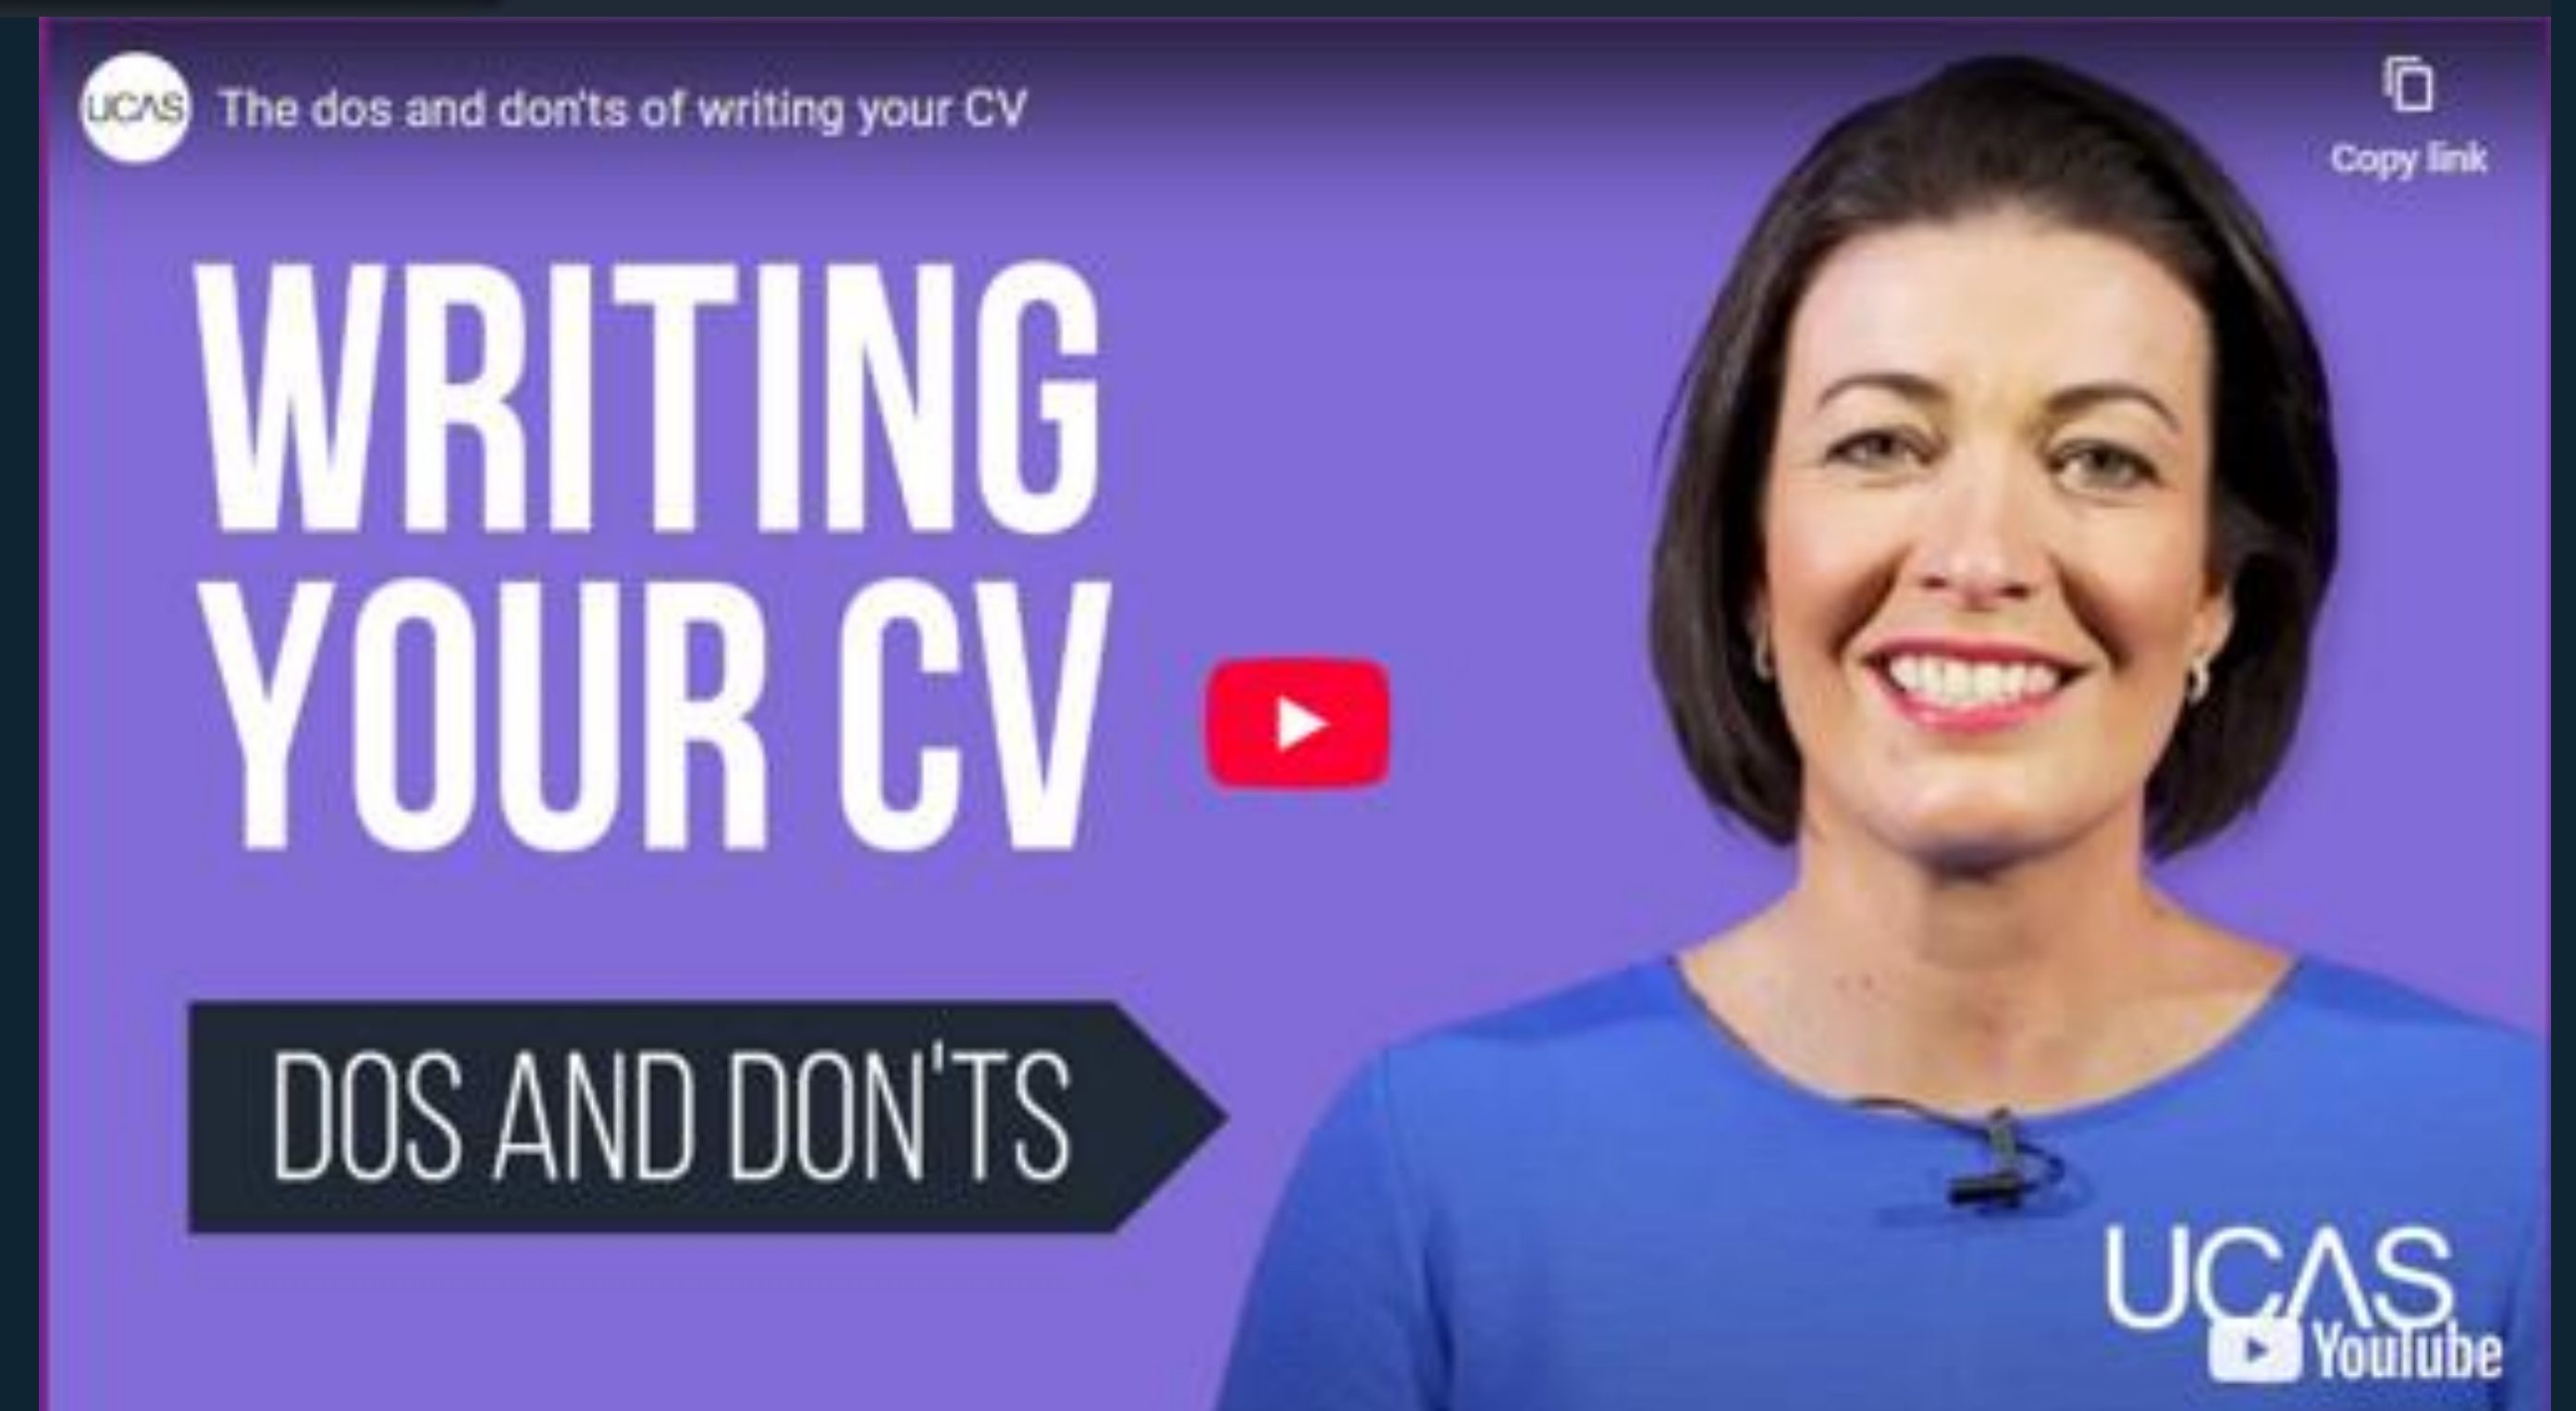 UCAS
The dos and don'ts of writing your CV
Copy link
WRITING
YOUR CV
DOS AND DON'TS
UCAS
YouTube